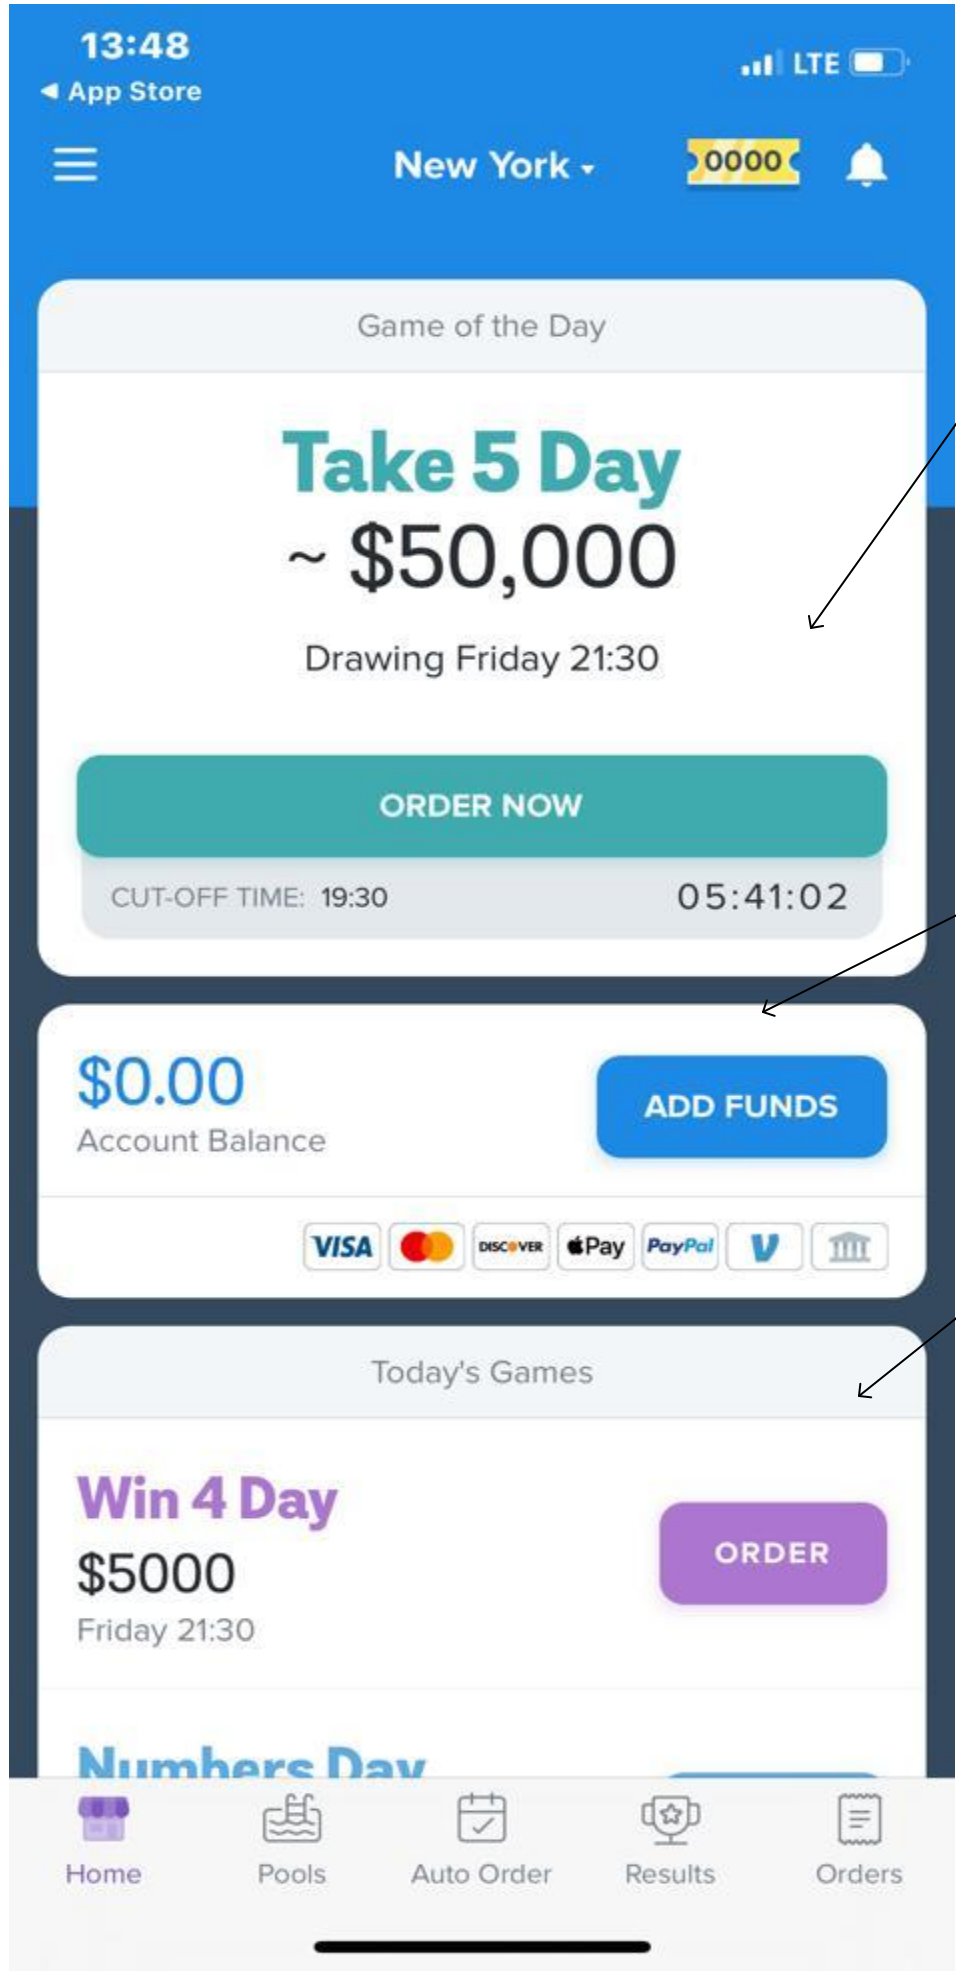 13:48
◀ App Store
LTE
New York
0000
Game of the Day
Take 5 Day
~ $50,000
Drawing Friday 21:30
ORDER NOW
CUT-OFF TIME: 19:30 05:41:02
$0.00
Account Balance
ADD FUNDS
VISA DISCOVER Pay PayPal V
Today's Games
Win 4 Day
$5000
Friday 21:30
ORDER
Numbers Day
Home Pools Auto Order Results Orders